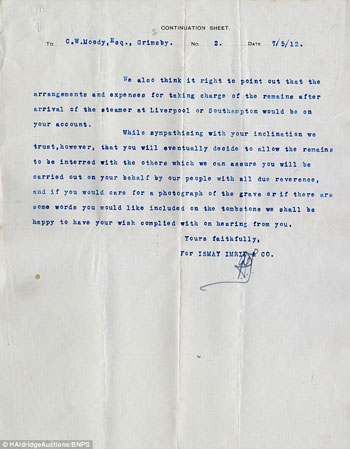 CONTINUATION SHEET.
To C.W.Moody, Esq., Grimsby. No 2. DATE 7/5/12.
We also think it right to point out that the
arrangements and expenses for taking charge of the remains after
arrival of the steamer at Liverpool or Southampton would be on
your account.
While sympathising with your inclination we
trust,however, that you will eventually decide to allow the remains
to be interred with the others which we can assure you will be
carried out on your behalf by our people with all due reverence,
and if you would care for a photograph of the grave or if there are
some words you would like included on the tombstone we shall be
happy to have your wish complied with on hearing from you.
Yours faithfully,
For ISMAY IMRIE & CO.
© HAldridgeAuctions/BNPS